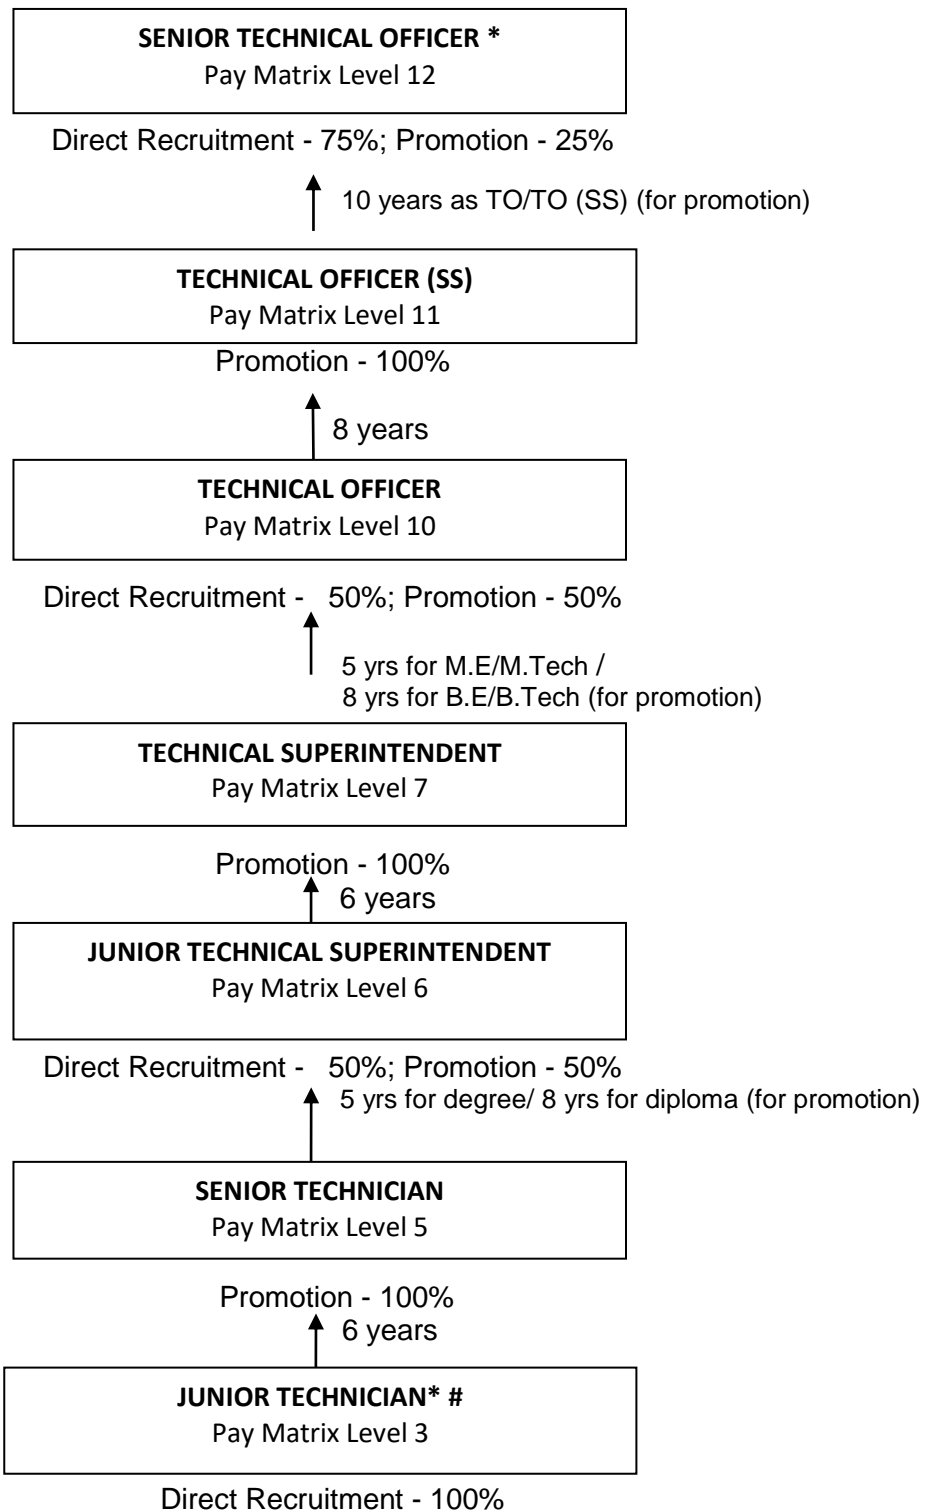 SENIOR TECHNICAL OFFICER *
Pay Matrix Level 12
Direct Recruitment - 75%; Promotion - 25%
10 years as TO/TO (SS) (for promotion)
TECHNICAL OFFICER (SS)
Pay Matrix Level 11
Promotion - 100%
8 years
TECHNICAL OFFICER
Pay Matrix Level 10
Direct Recruitment - 50%; Promotion - 50%
5 yrs for M.E/M.Tech /
8 yrs for B.E/B.Tech (for promotion)
TECHNICAL SUPERINTENDENT
Pay Matrix Level 7
Promotion - 100%
6 years
JUNIOR TECHNICAL SUPERINTENDENT
Pay Matrix Level 6
Direct Recruitment - 50%; Promotion - 50%
5 yrs for degree/ 8 yrs for diploma (for promotion)
SENIOR TECHNICIAN
Pay Matrix Level 5
Promotion - 100%
6 years
JUNIOR TECHNICIAN* #
Pay Matrix Level 3
Direct Recruitment - 100%